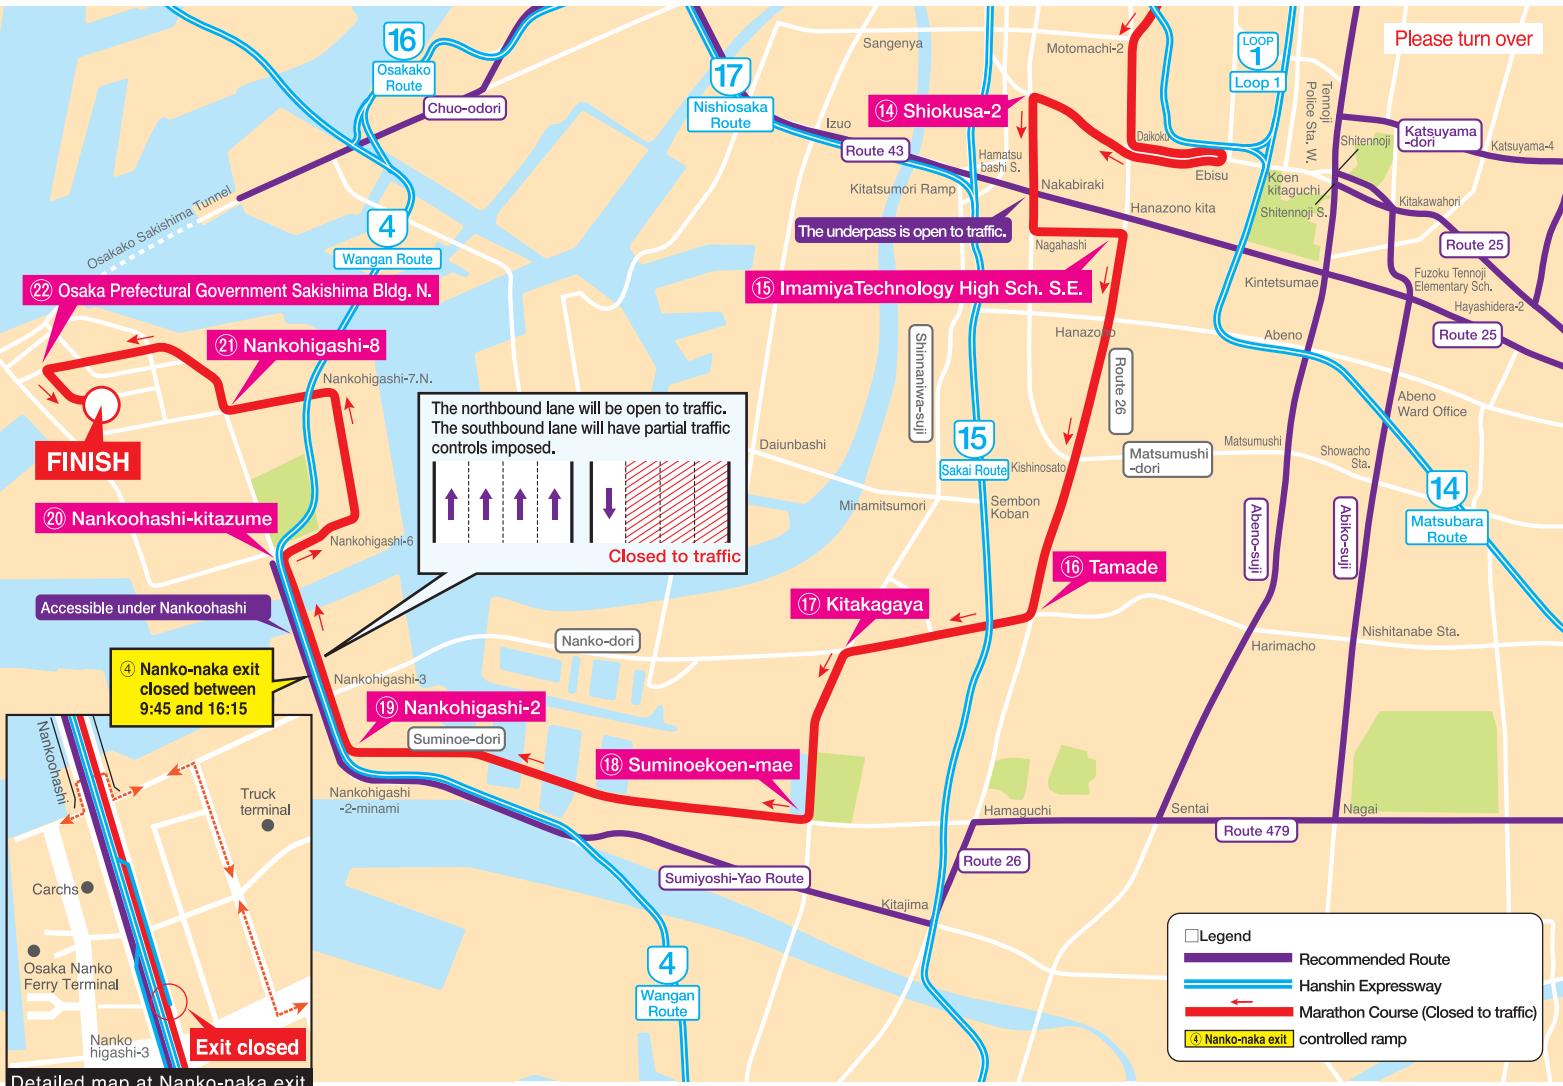 Please turn over
16
Osakako
Route
Chuo-odori
17
Nishiosaka
Route
Sangenya
Motomachi-2
LOOP
1
Loop 1
Tennoji
Police Sta. W.
⑭ Shiokusa-2
Izuo
Route 43
Daikoku
Hamatsu
bashi S.
Kitatsumori Ramp
Nakabiraki
Ebisu
Koen
kitaguchi
Shitennoji
Shitennoji S.
Katsuyama
-dori
Katsuyama-4
Kitakawahori
Hanazono kita
Route 25
Osakako Sakishima Tunnel
4
Wangan Route
The underpass is open to traffic.
Nagahashi
⑮ ImamiyaTechnology High Sch. S.E.
Kintetsumae
Fuzoku Tennoji
Elementary Sch.
Hayashidera-2
Route 25
㉒ Osaka Prefectural Government Sakishima Bldg. N.
㉑ Nankohigashi-8
Nankohigashi-7.N.
FINISH
Hanazono
Abeno
Shimaniwa-suji
Route 26
The northbound lane will be open to traffic.
The southbound lane will have partial traffic
controls imposed.
Closed to traffic
Daiunbashi
15
Sakai Route
Kishinosato
Matsumushi
-dori
Matsumushi
Abeno
Ward Office
Showacho
Sta.
14
Matsubara
Route
Minamitsumori
Sembon
Koban
Abeno-suji
Abiko-suji
⑳ Nankoohashi-kitazume
Nankohigashi-6
⑯ Tamade
⑰ Kitakagaya
Accessible under Nankoohashi
Nanko-dori
Harimacho
Nishitanabe Sta.
④ Nanko-naka exit
closed between
9:45 and 16:15
Nankohigashi-3
⑲ Nankohigashi-2
Suminoe-dori
⑱ Suminoekoen-mae
Nankohigashi
-2-minami
Hamaguchi
Sentai
Nagai
Route 479
Route 26
Sumiyoshi-Yao Route
Kitajima
4
Wangan
Route
Nankoohashi
Truck
terminal
Carchs
Osaka Nanko
Ferry Terminal
Nanko
higashi-3
Exit closed
Detailed map at Nanko-naka exit
Legend
Recommended Route
Hanshin Expressway
Marathon Course (Closed to traffic)
④ Nanko-naka exit controlled ramp